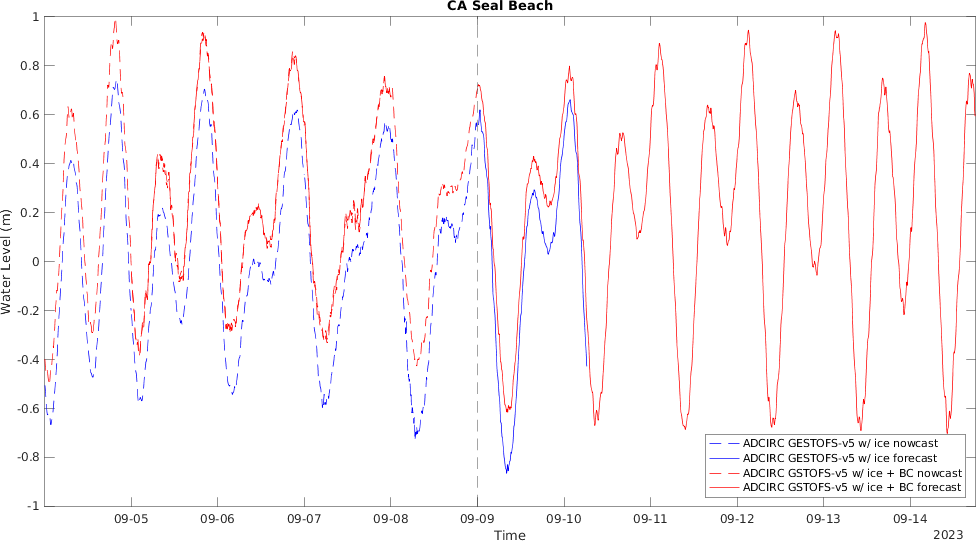 CA Seal Beach
Water Level (m)
1
0.8
0.6
0.4
0.2
0
-0.2
-0.4
-0.6
-0.8
-1
ADCIRC GESTOFS-v5 w/ ice nowcast
ADCIRC GESTOFS-v5 w/ ice forecast
ADCIRC GSTOFS-v5 w/ ice + BC nowcast
ADCIRC GSTOFS-v5 w/ ice + BC forecast
09-05 09-06 09-07 09-08 09-09 09-10 09-11 09-12 09-13 09-14
Time
2023